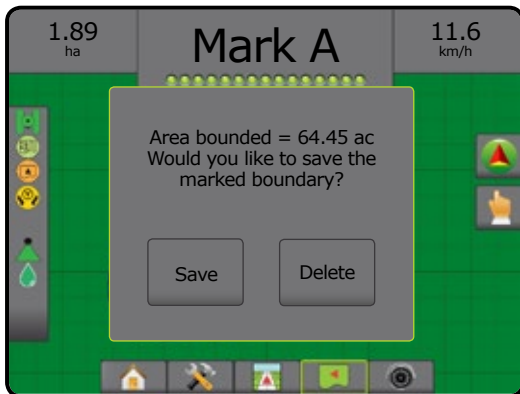 1.89
ha
Mark A
11.6
km/h
Area bounded = 64.45 ac
Would you like to save the
marked boundary?
Save
Delete